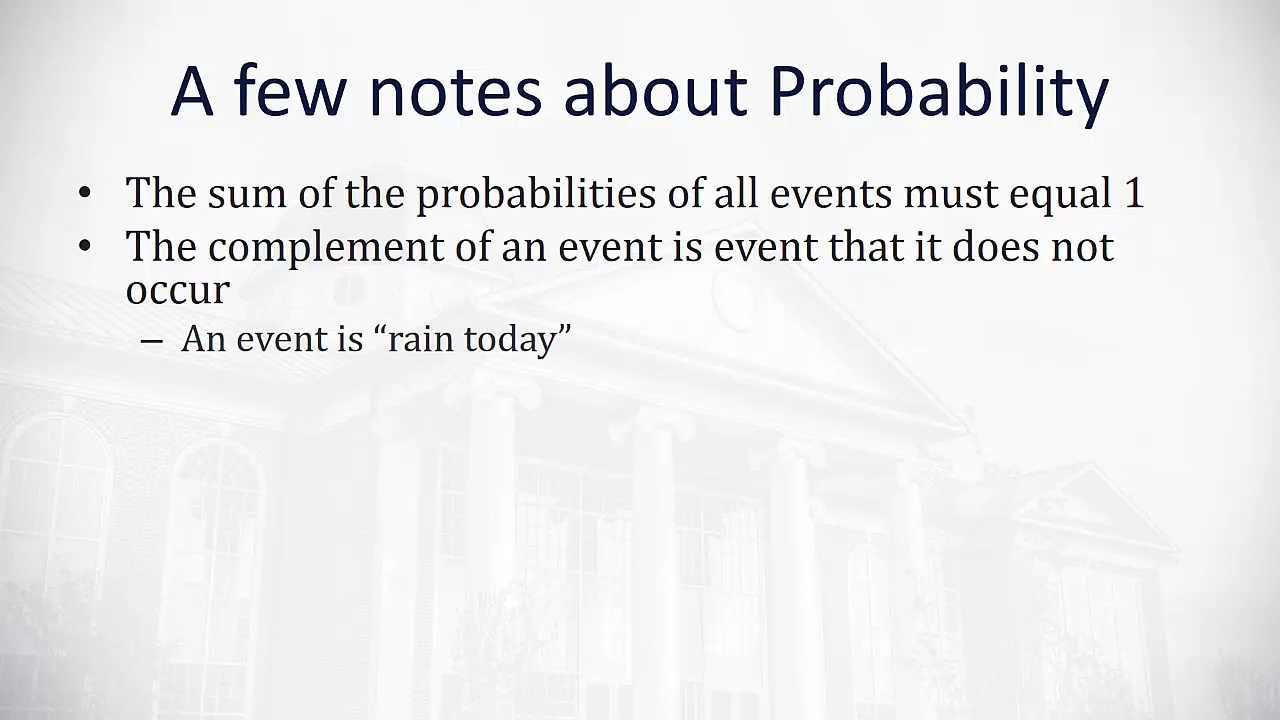 A few notes about Probability
• The sum of the probabilities of all events must equal 1
• The complement of an event is event that it does not
occur
– An event is “rain today”